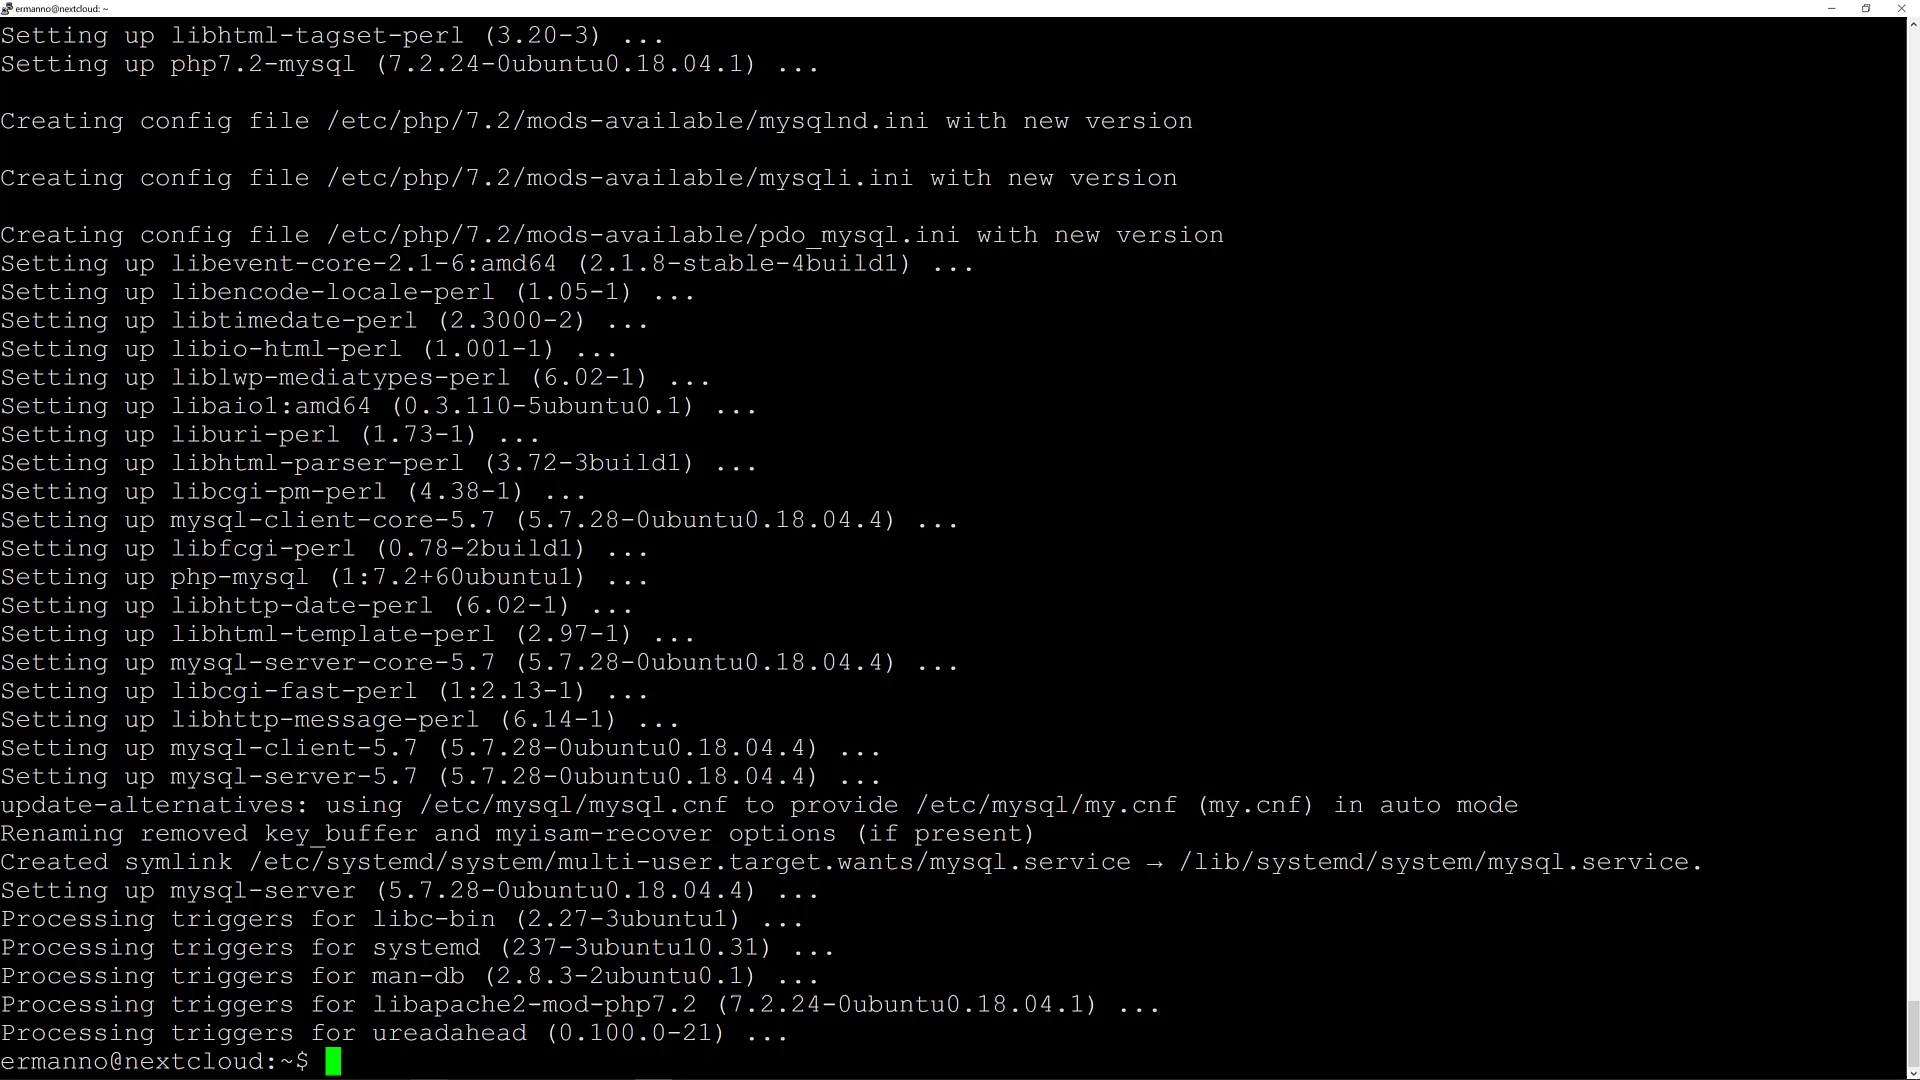 ermanno@nextcloud: ~
Setting up libhtml-tagset-perl (3.20-3) ...
Setting up php7.2-mysql (7.2.24-0ubuntu0.18.04.1) ...
Creating config file /etc/php/7.2/mods-available/mysqlnd.ini with new version
Creating config file /etc/php/7.2/mods-available/mysqli.ini with new version
Creating config file /etc/php/7.2/mods-available/pdo_mysql.ini with new version
Setting up libevent-core-2.1-6:amd64 (2.1.8-stable-4build1) ...
Setting up libencode-locale-perl (1.05-1) ...
Setting up libtimedate-perl (2.3000-2) ...
Setting up libio-html-perl (1.001-1) ...
Setting up liblwp-mediatypes-perl (6.02-1) ...
Setting up libaio1:amd64 (0.3.110-5ubuntu0.1) ...
Setting up liburi-perl (1.73-1) ...
Setting up libhtml-parser-perl (3.72-3build1) ...
Setting up libcgi-pm-perl (4.38-1) ...
Setting up mysql-client-core-5.7 (5.7.28-0ubuntu0.18.04.4) ...
Setting up libfcgi-perl (0.78-2build1) ...
Setting up php-mysql (1:7.2+60ubuntu1) ...
Setting up libhttp-date-perl (6.02-1) ...
Setting up libhtml-template-perl (2.97-1) ...
Setting up mysql-server-core-5.7 (5.7.28-0ubuntu0.18.04.4) ...
Setting up libcgi-fast-perl (1:2.13-1) ...
Setting up libhttp-message-perl (6.14-1) ...
Setting up mysql-client-5.7 (5.7.28-0ubuntu0.18.04.4) ...
Setting up mysql-server-5.7 (5.7.28-0ubuntu0.18.04.4) ...
update-alternatives: using /etc/mysql/mysql.cnf to provide /etc/mysql/my.cnf (my.cnf) in auto mode
Renaming removed key_buffer and myisam-recover options (if present)
Created symlink /etc/systemd/system/multi-user.target.wants/mysql.service → /lib/systemd/system/mysql.service.
Setting up mysql-server (5.7.28-0ubuntu0.18.04.4) ...
Processing triggers for libc-bin (2.27-3ubuntu1) ...
Processing triggers for systemd (237-3ubuntu10.31) ...
Processing triggers for man-db (2.8.3-2ubuntu0.1) ...
Processing triggers for libapache2-mod-php7.2 (7.2.24-0ubuntu0.18.04.1) ...
Processing triggers for ureadahead (0.100.0-21) ...
ermanno@nextcloud:~$